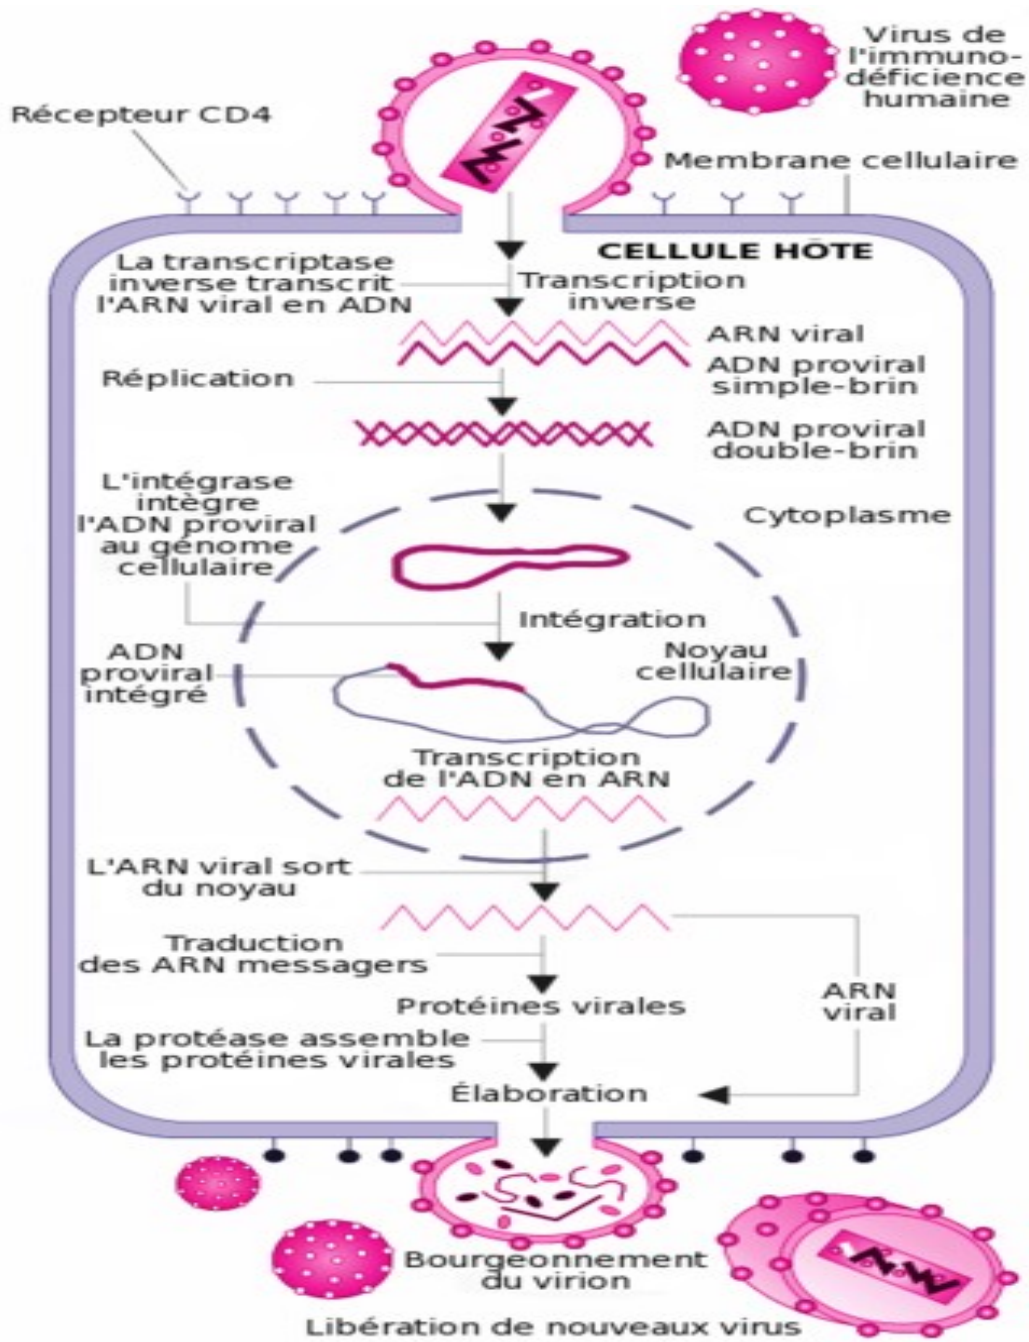 Virus de
l'immuno-
déficience
humaine
Récepteur CD4
Membrane cellulaire
CELLULE HÔTE
La transcriptase
inverse transcrit
l'ARN viral en ADN
Transcription
inverse
ARN viral
ADN proviral
simple-brin
Réplication
ADN proviral
double-brin
L'intégrase
intègre
l'ADN proviral
au génome
cellulaire
Cytoplasme
Intégration
ADN
proviral
intégré
Noyau
cellulaire
Transcription
de l'ADN en ARN
L'ARN viral sort
du noyau
Traduction
des ARN messagers
Protéines virales
ARN
viral
La protéase assemble
les protéines virales
Élaboration
Bourgeonnement
du virion
Libération de nouveaux virus